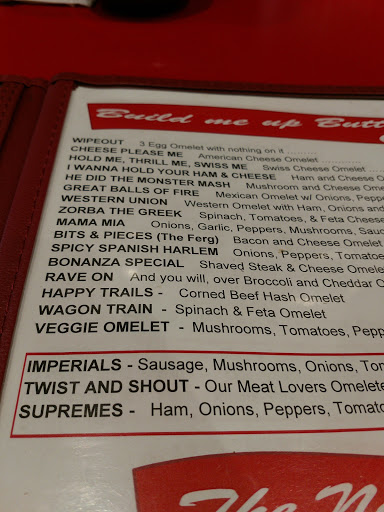 Build me up Butt
WIPEOUT 3 Egg Omelet with nothing on it ..........
CHEESE PLEASE ME American Cheese Omelet ..........
HOLD ME, THRILL ME, SWISS ME Swiss Cheese Omelet ....
I WANNA HOLD YOUR HAM & CHEESE Ham and Cheese O
HE DID THE MONSTER MASH Mushroom and Cheese Ome
GREAT BALLS OF FIRE Mexican Omelet w/ Onions, Pepp
WESTERN UNION Western Omelet with Ham, Onions and
ZORBA THE GREEK Spinach, Tomatoes, & Feta Cheese
MAMA MIA Onions, Garlic, Peppers, Mushrooms, Sauc
BITS & PIECES (The Ferg) Bacon and Cheese Omelet
SPICY SPANISH HARLEM Onions, Peppers, Tomatoes,
BONANZA SPECIAL Shaved Steak & Cheese Omele
RAVE ON And you will, over Broccoli and Cheddar O
HAPPY TRAILS - Corned Beef Hash Omelet
WAGON TRAIN - Spinach & Feta Omelet
VEGGIE OMELET - Mushrooms, Tomatoes, Pepp
IMPERIALS - Sausage, Mushrooms, Onions, Tom
TWIST AND SHOUT - Our Meat Lovers Omelete
SUPREMES - Ham, Onions, Peppers, Tomato
The N